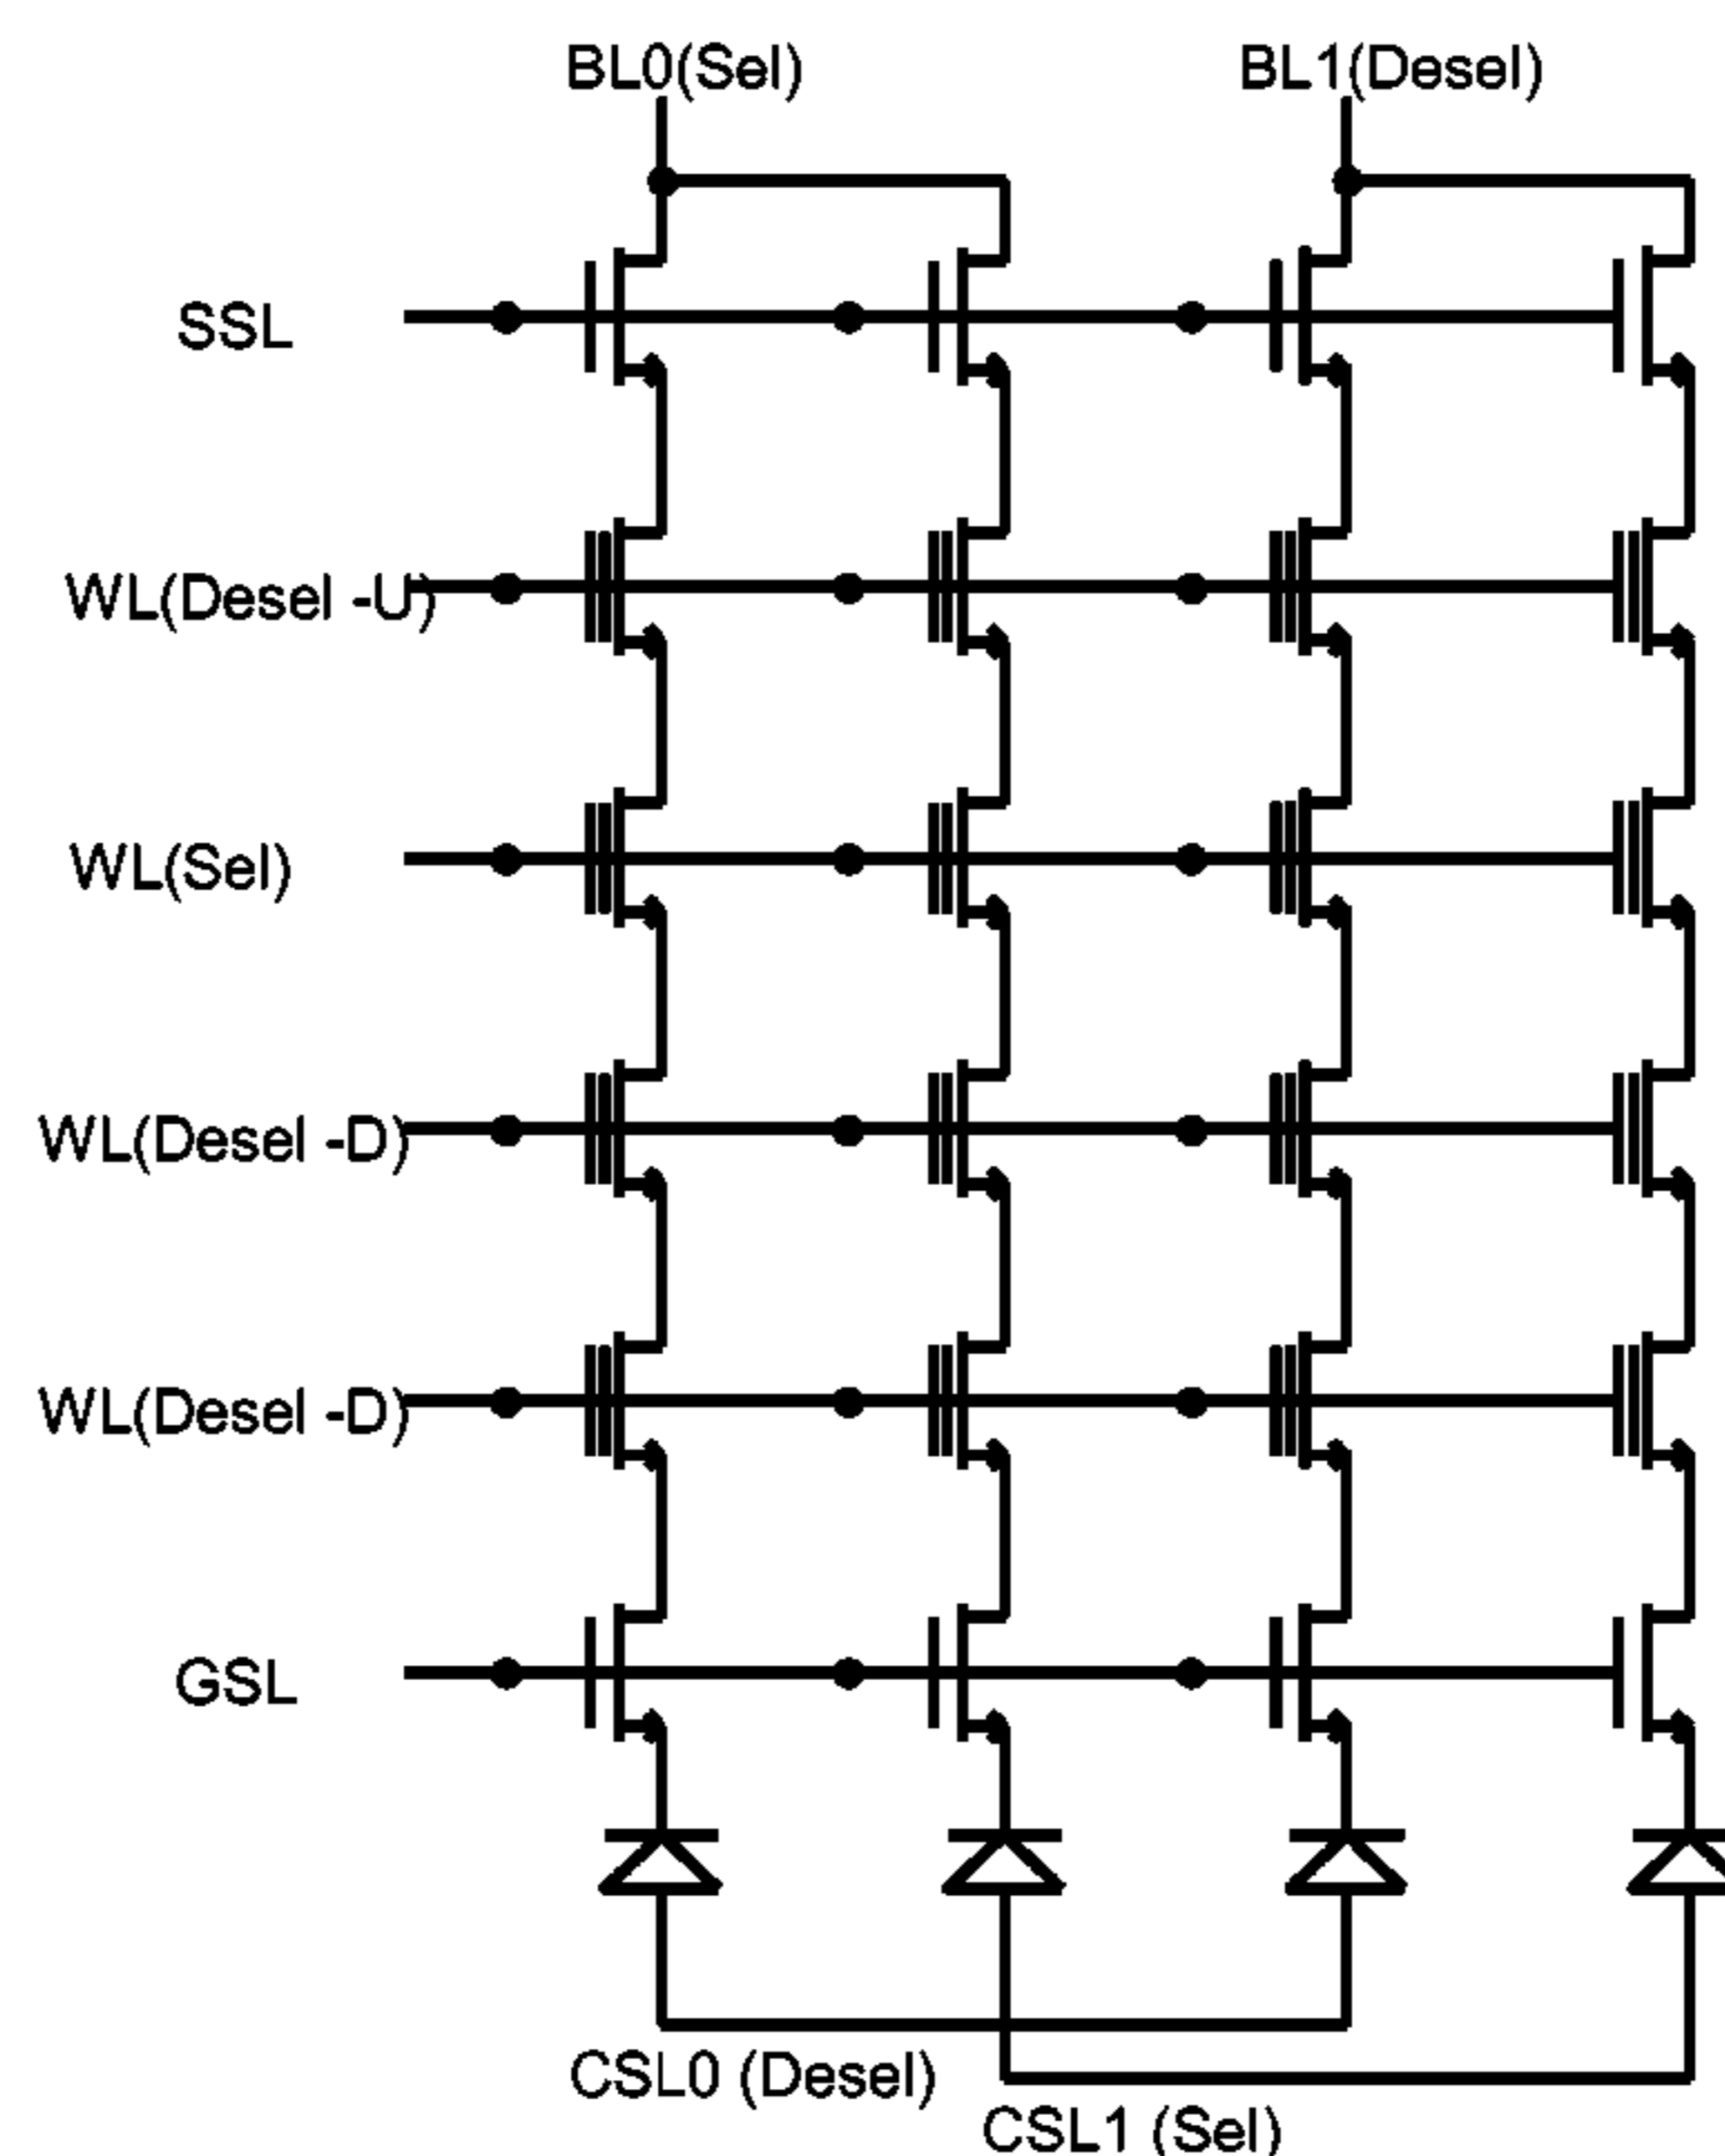 BL0(Sel) BL1(Desel)
SSL
WL(Desel -U)
WL(Sel)
WL(Desel -D)
WL(Desel -D)
GSL
CSL0 (Desel)
CSL1 (Sel)